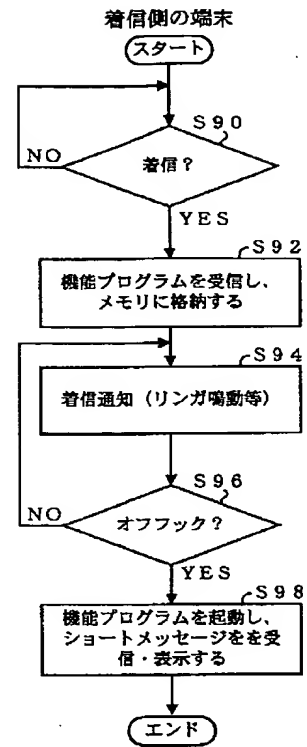 着信側の端末
スタート
S90
着信？
NO
YES
S92
機能プログラムを受信し、
メモリに格納する
S94
着信通知（リンガ鳴動等）
S96
オフフック？
NO
YES
S98
機能プログラムを起動し、
ショートメッセージをを受
信・表示する
エンド